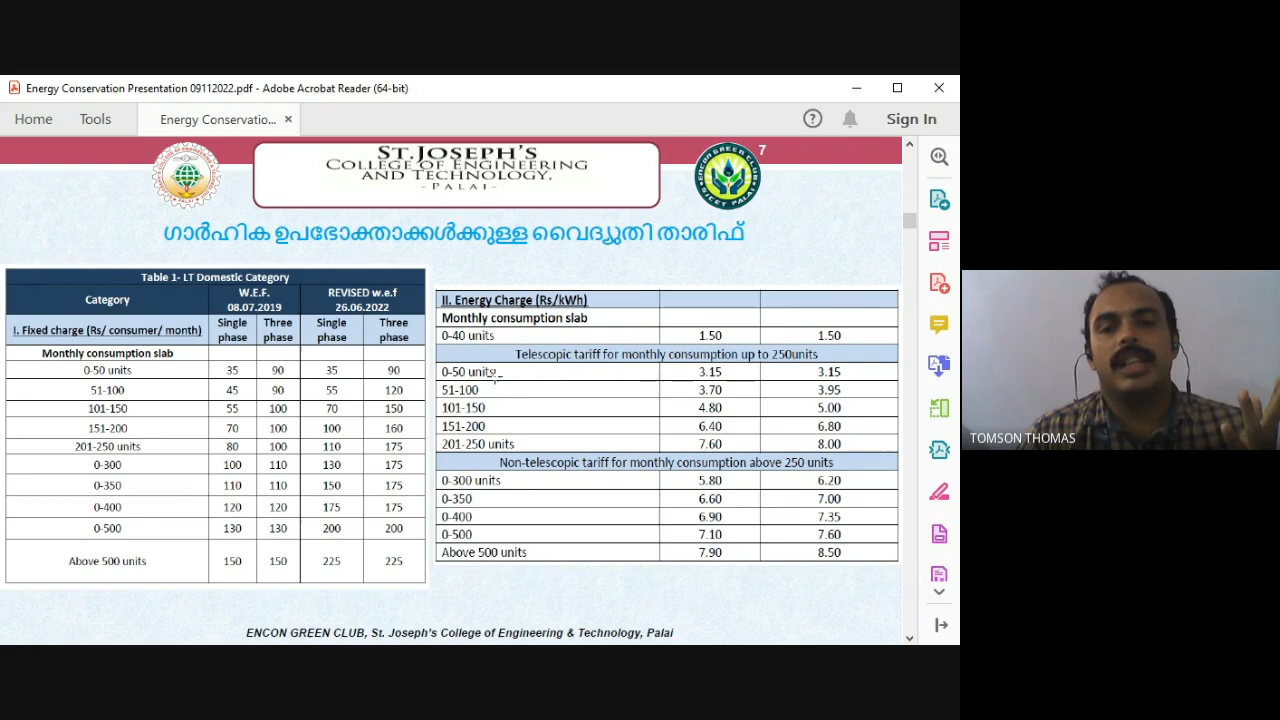 Energy Conservation Presentation 09112022.pdf - Adobe Acrobat Reader (64-bit)
Home Tools Energy Conservatio... Sign In
7
ST.JOSEPH'S
COLLEGE OF ENGINEERING
AND TECHNOLOGY,
-PALAI-
ENCON GREEN CLUB
SJCET PALAI
ഗാർഹിക ഉപഭോക്താക്കൾക്കുള്ള വൈദ്യുതി താരിഫ്
Table 1- LT Domestic Category
Category W.E.F. 08.07.2019 REVISED w.e.f 26.06.2022
I. Fixed charge (Rs/ consumer/ month) Single phase Three phase Single phase Three phase
Monthly consumption slab
0-50 units 35 90 35 90
51-100 45 90 55 120
101-150 55 100 70 150
151-200 70 100 100 160
201-250 units 80 100 110 175
0-300 100 110 130 175
0-350 110 110 150 175
0-400 120 120 175 175
0-500 130 130 200 200
Above 500 units 150 150 225 225
II. Energy Charge (Rs/kWh)
Monthly consumption slab
0-40 units 1.50 1.50
Telescopic tariff for monthly consumption up to 250units
0-50 units 3.15 3.15
51-100 3.70 3.95
101-150 4.80 5.00
151-200 6.40 6.80
201-250 units 7.60 8.00
Non-telescopic tariff for monthly consumption above 250 units
0-300 units 5.80 6.20
0-350 6.60 7.00
0-400 6.90 7.35
0-500 7.10 7.60
Above 500 units 7.90 8.50
ENCON GREEN CLUB, St. Joseph's College of Engineering & Technology, Palai
TOMSON THOMAS